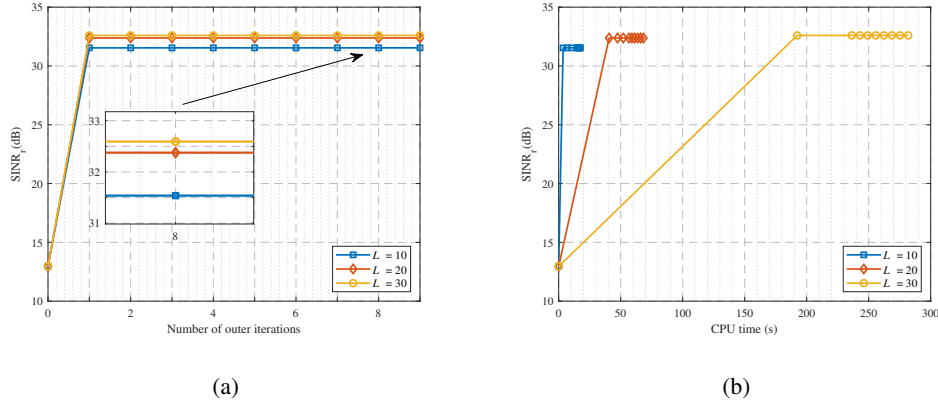 35
30
25
20
15
10
SINR_r (dB)
33
32
31
8
L = 10
L = 20
L = 30
0 2 4 6 8
Number of outer iterations
(a)
35
30
25
20
15
10
SINR_r (dB)
L = 10
L = 20
L = 30
0 50 100 150 200 250 300
CPU time (s)
(b)